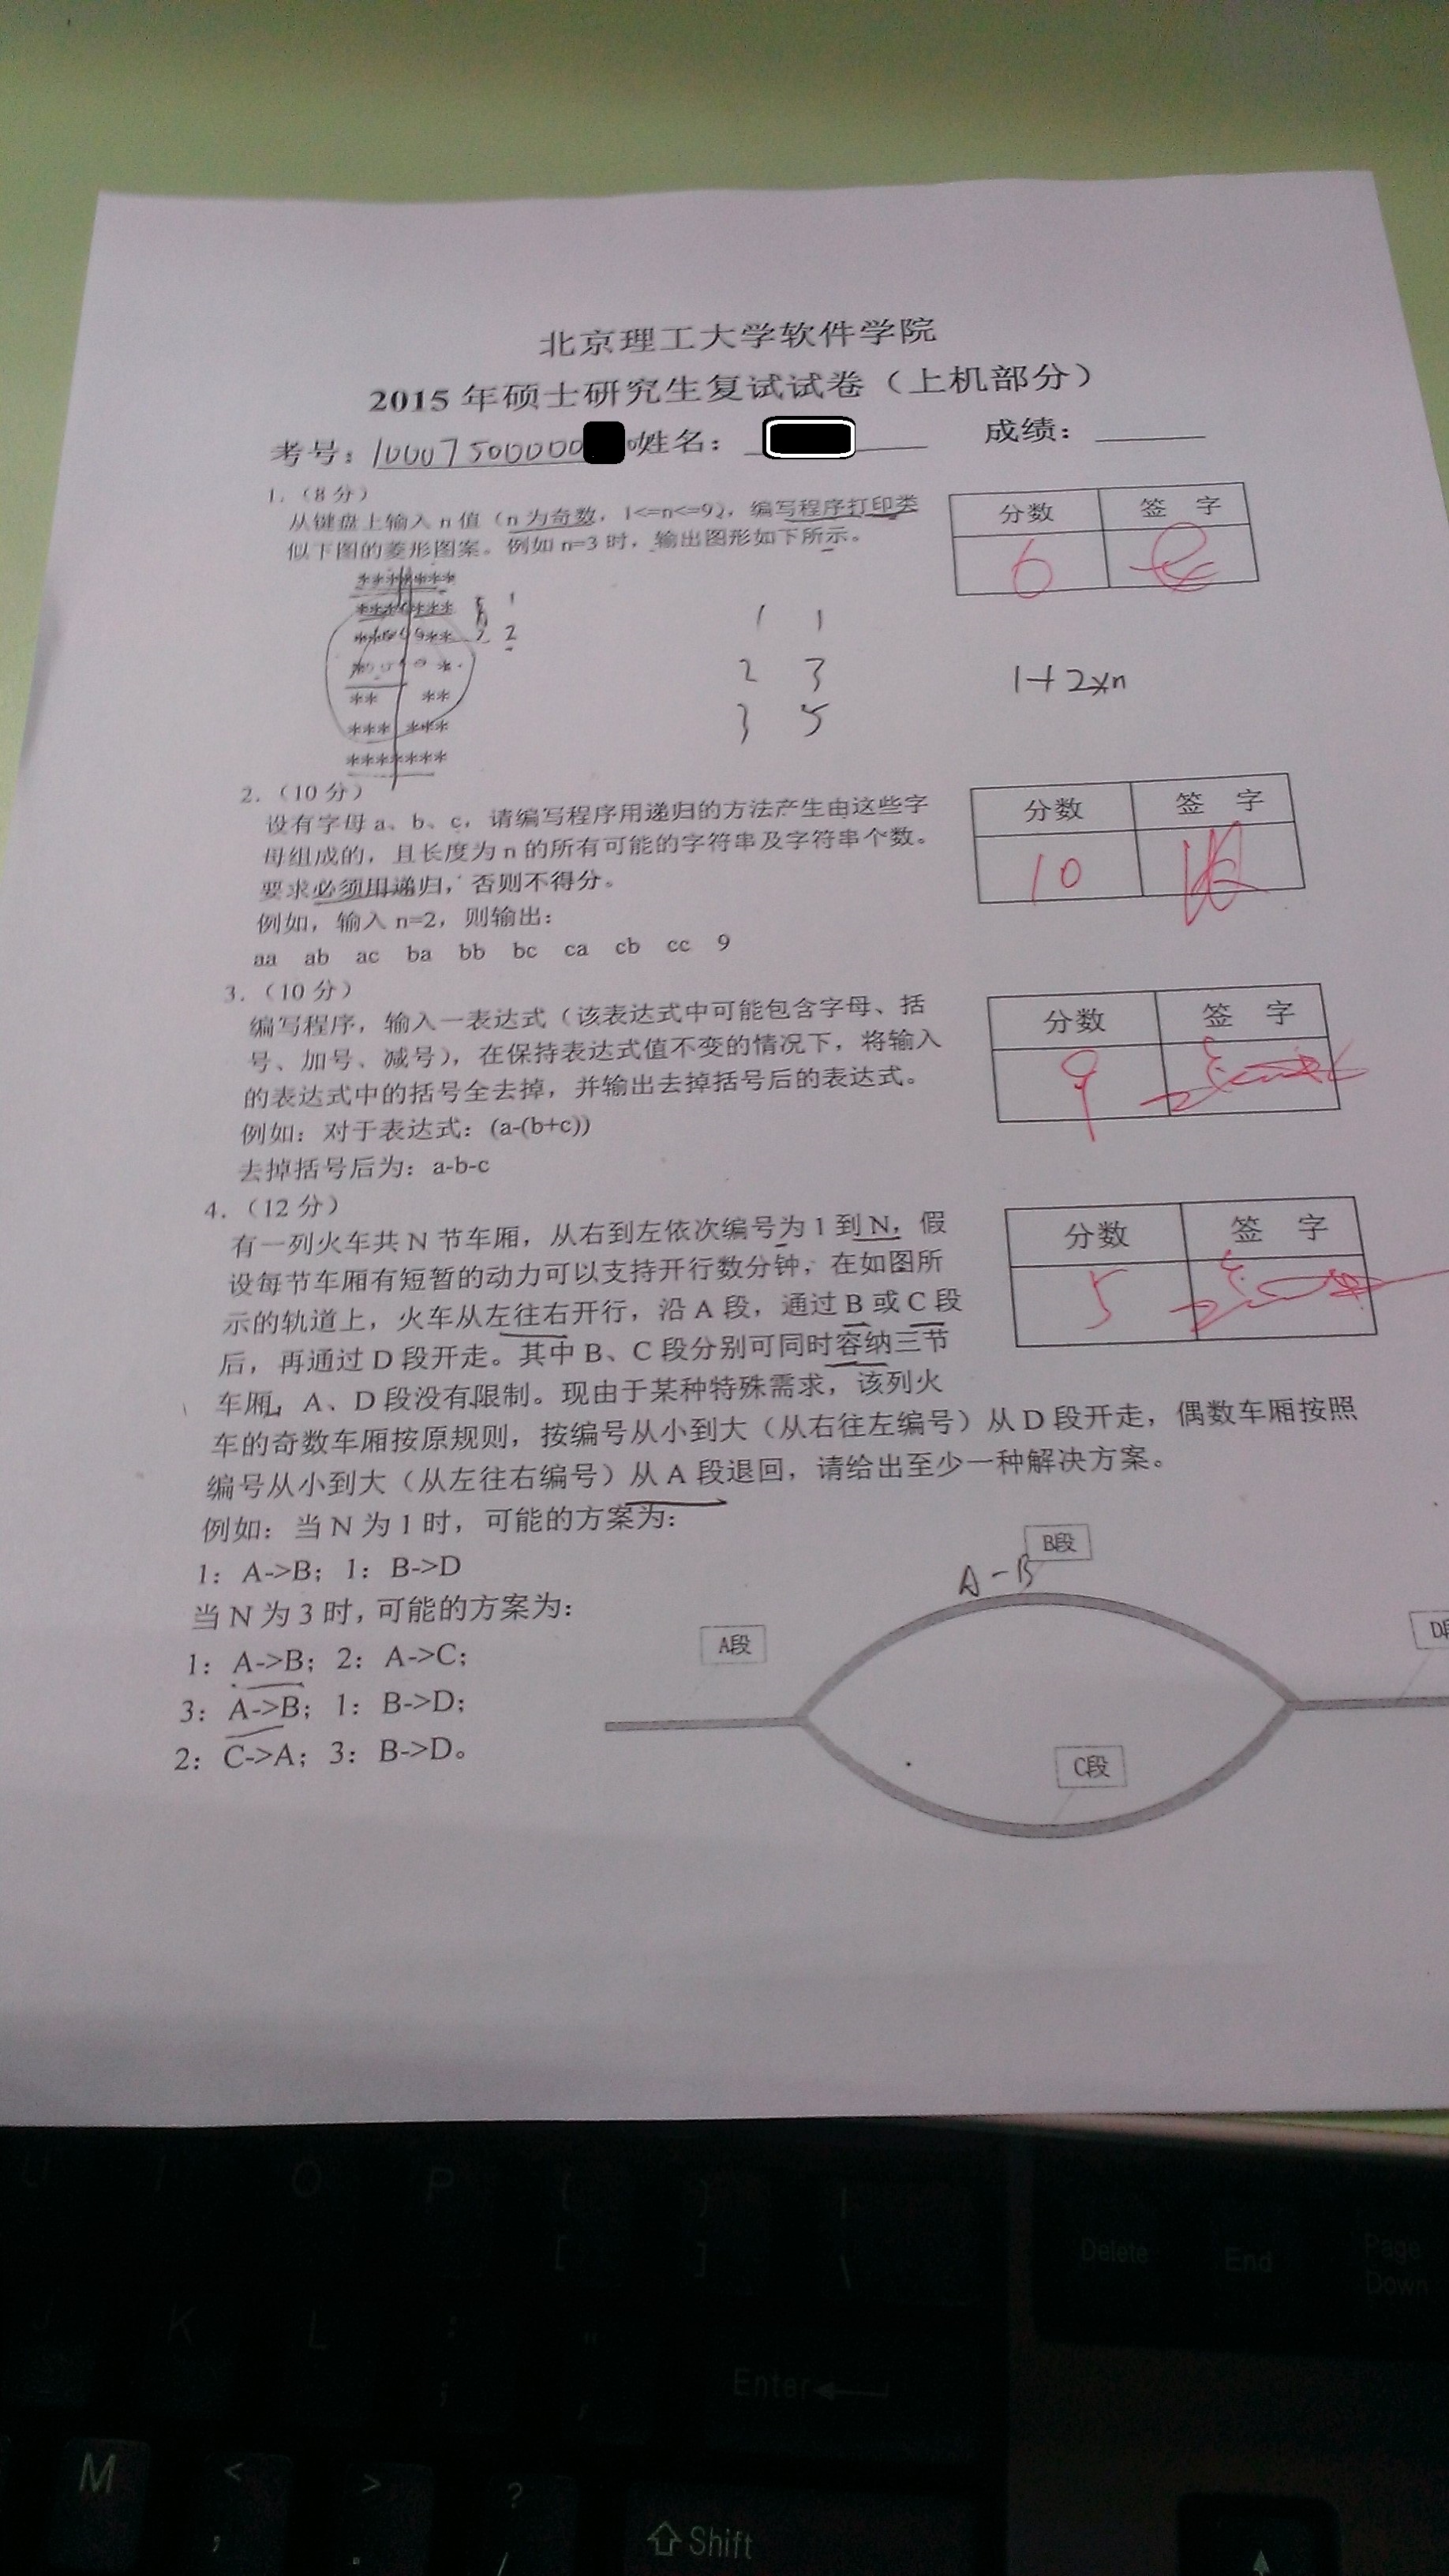 北京理工大学软件学院
2015 年硕士研究生复试试卷（上机部分）
考号：100075000000 姓名： 成绩：
1.（8 分）
从键盘上输入 n 值（n 为奇数，1<=n<=9），编写程序打印类
似下图的菱形图案。例如 n=3 时，输出图形如下所示。
分数 签 字
6
*******
*** ***
** **
*** ***
*******
1 1
2 3
3 5
1+2×n
2.（10 分）
设有字母 a、b、c，请编写程序用递归的方法产生由这些字
母组成的，且长度为 n 的所有可能的字符串及字符串个数。
要求必须用递归，否则不得分。
例如，输入 n=2，则输出：
aa ab ac ba bb bc ca cb cc 9
分数 签 字
10
3.（10 分）
编写程序，输入一表达式（该表达式中可能包含字母、括
号、加号、减号），在保持表达式值不变的情况下，将输入
的表达式中的括号全去掉，并输出去掉括号后的表达式。
例如：对于表达式：(a-(b+c))
去掉括号后为：a-b-c
分数 签 字
9
4.（12 分）
有一列火车共 N 节车厢，从右到左依次编号为 1 到 N，假
设每节车厢有短暂的动力可以支持开行数分钟，在如图所
示的轨道上，火车从左往右开行，沿 A 段，通过 B 或 C 段
后，再通过 D 段开走。其中 B、C 段分别可同时容纳三节
车厢，A、D 段没有限制。现由于某种特殊需求，该列火
车的奇数车厢按原规则，按编号从小到大（从右往左编号）从 D 段开走，偶数车厢按照
编号从小到大（从左往右编号）从 A 段退回，请给出至少一种解决方案。
分数 签 字
5
例如：当 N 为 1 时，可能的方案为：
1：A->B；1：B->D
当 N 为 3 时，可能的方案为：
1：A->B；2：A->C；
3：A->B；1：B->D；
2：C->A；3：B->D。
B段
A-B
A段
D段
C段
O P { } |
[ ] \
Delete End Page Down
K L ;
Enter
M < > ?
, . /
Shift